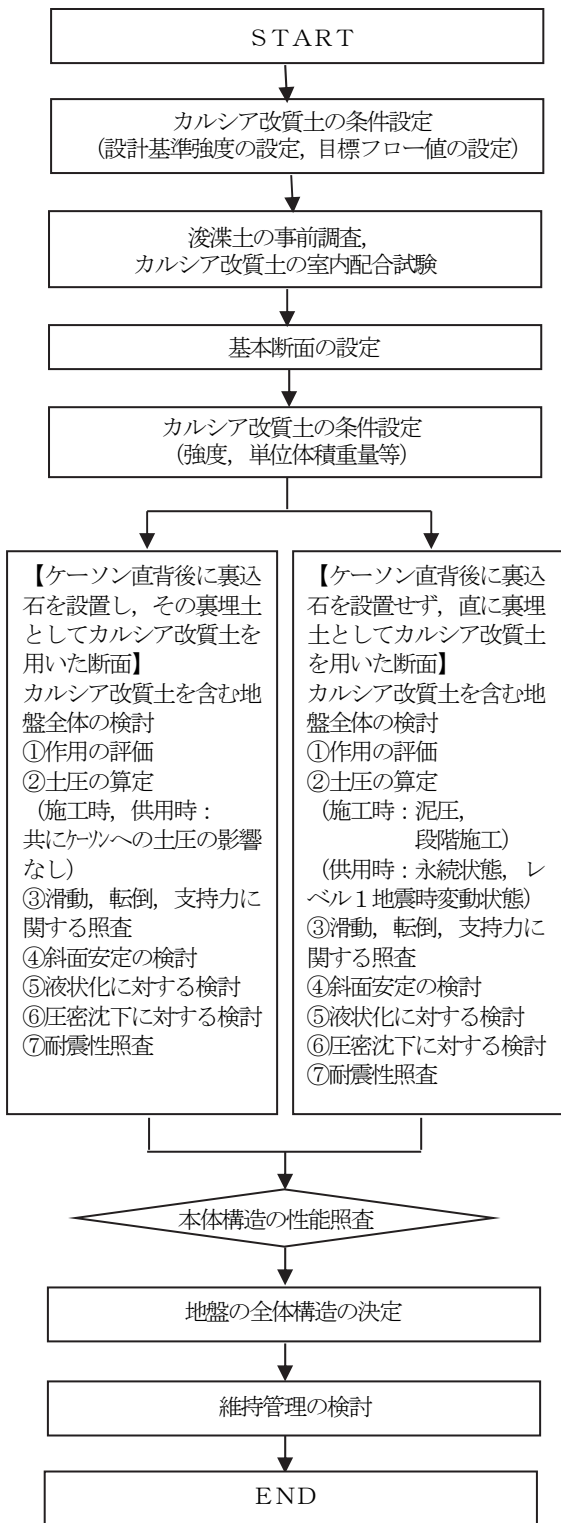 START
カルシア改質土の条件設定
(設計基準強度の設定，目標フロー値の設定)
浚渫土の事前調査，
カルシア改質土の室内配合試験
基本断面の設定
カルシア改質土の条件設定
(強度，単位体積重量等)
【ケーソン直背後に裏込
石を設置し，その裏埋土
としてカルシア改質土を
用いた断面】
カルシア改質土を含む地
盤全体の検討
①作用の評価
②土圧の算定
(施工時，供用時：
共にｹｰｿﾝへの土圧の影響
なし)
③滑動，転倒，支持力に
関する照査
④斜面安定の検討
⑤液状化に対する検討
⑥圧密沈下に対する検討
⑦耐震性照査
【ケーソン直背後に裏込
石を設置せず，直に裏埋
土としてカルシア改質土
を用いた断面】
カルシア改質土を含む地
盤全体の検討
①作用の評価
②土圧の算定
(施工時：泥圧，
段階施工)
(供用時：永続状態，レ
ベル１地震時変動状態)
③滑動，転倒，支持力に
関する照査
④斜面安定の検討
⑤液状化に対する検討
⑥圧密沈下に対する検討
⑦耐震性照査
本体構造の性能照査
地盤の全体構造の決定
維持管理の検討
END